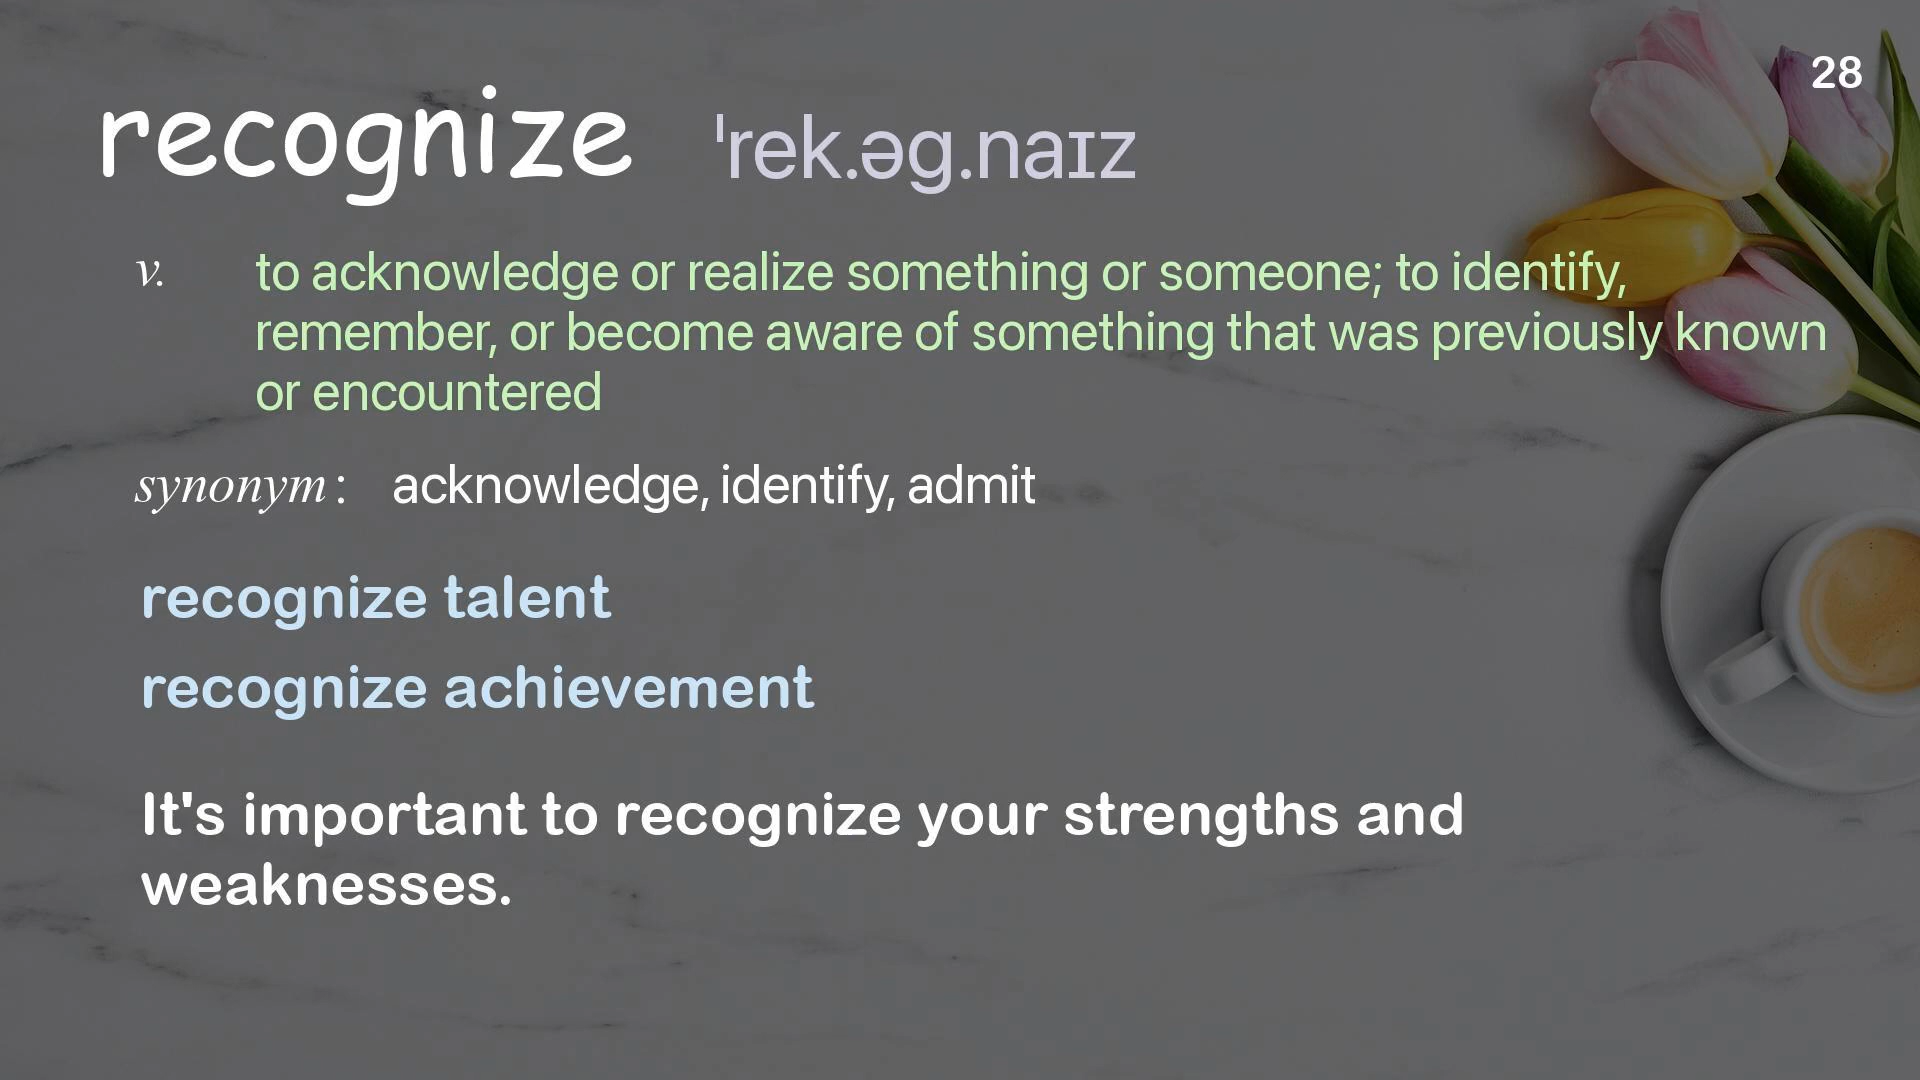 28
recognize ˈrek.əg.naɪz
v. to acknowledge or realize something or someone; to identify,
remember, or become aware of something that was previously known
or encountered
synonym: acknowledge, identify, admit
recognize talent
recognize achievement
It's important to recognize your strengths and
weaknesses.